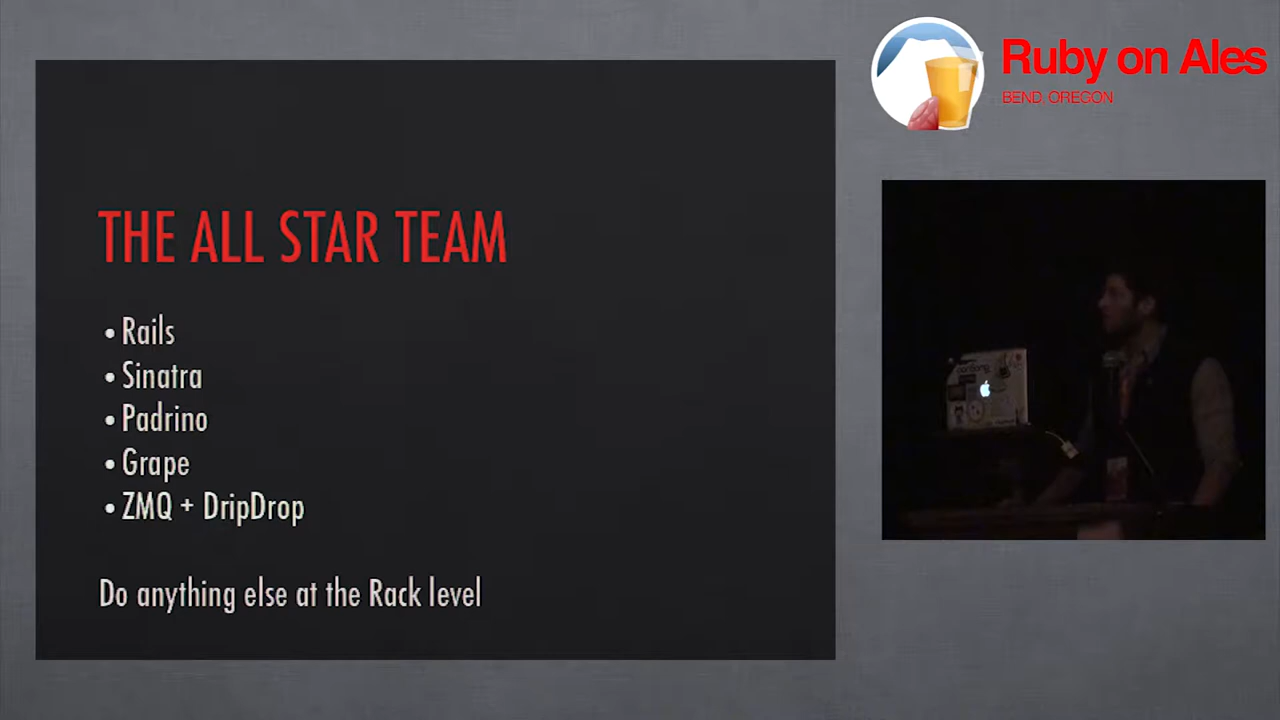 THE ALL STAR TEAM
• Rails
• Sinatra
• Padrino
• Grape
• ZMQ + DripDrop
Do anything else at the Rack level
Ruby on Ales
BEND, OREGON